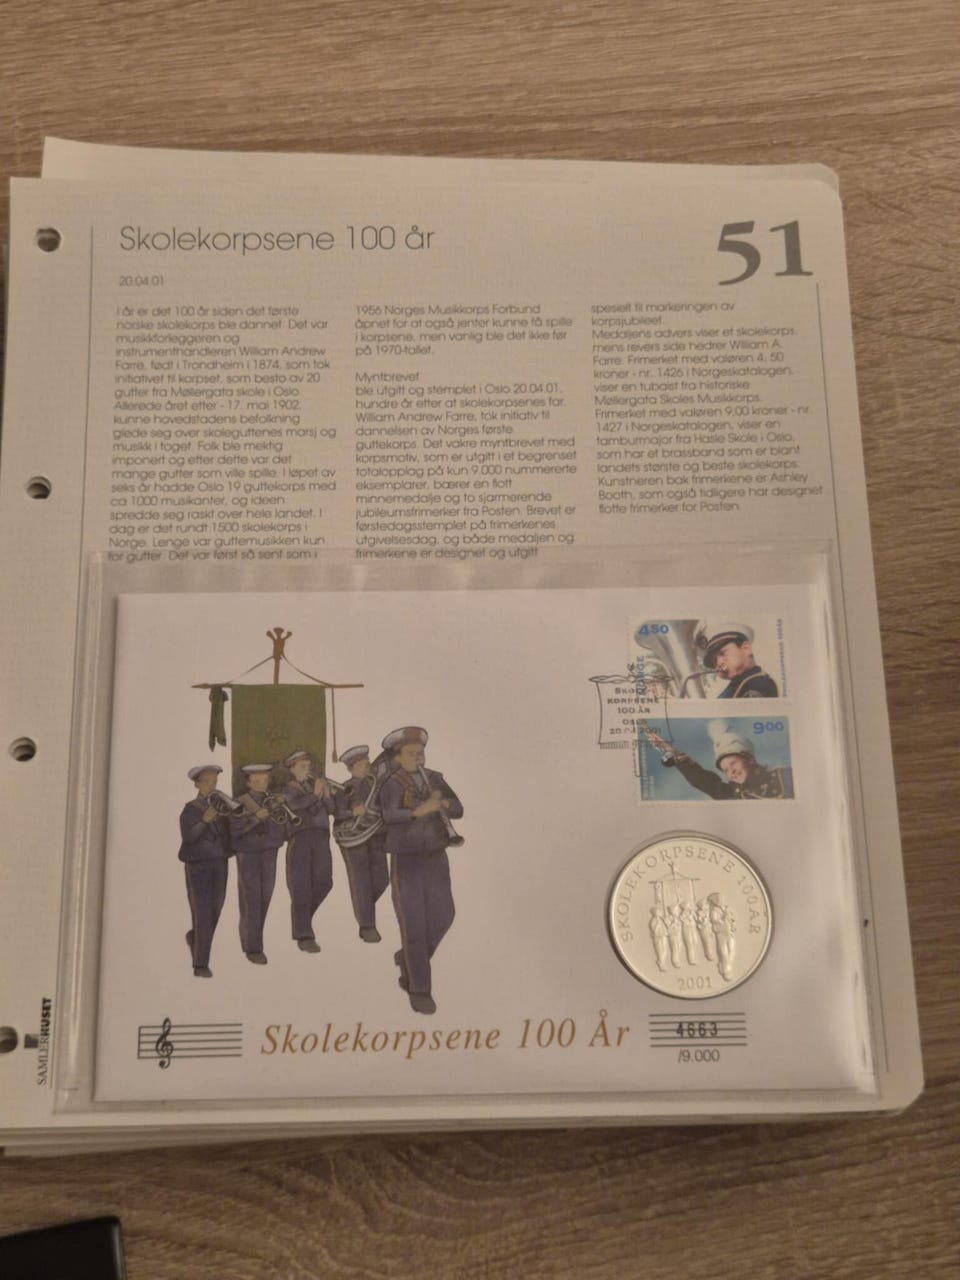 Skolekorpsene 100 år
51
20.04.01
I år er det 100 år siden det første
norske skolekorps ble dannet. Det var
musikkforleggeren og
instrumenthandleren William Andrew
Farre, født i Trondheim i 1874, som tok
initiativet til korpset, som besto av 20
gutter fra Møllergata skole i Oslo.
Allerede året etter - 17. mai 1902,
kunne hovedstadens befolkning
glede seg over skoleguttenes marsj og
musikk i toget. Folk ble mektig
imponert og etter dette var det
mange gutter som ville spille. I løpet av
seks år hadde Oslo 19 guttekorps med
ca 1000 musikanter, og ideen
spredde seg raskt over hele landet. I
dag er det rundt 1500 skolekorps i
Norge. Lenge var guttemusikken kun
for gutter. Det var først så sent som i
1956 Norges Musikkorps Forbund
åpnet for at også jenter kunne få spille
i korpsene, men vanlig ble det ikke før
på 1970-tallet.
Myntbrevet
ble utgitt og stemplet i Oslo 20.04.01,
hundre år etter at skolekorpsenes far,
William Andrew Farre, tok initiativ til
dannelsen av Norges første
guttekorps. Det vakre myntbrevet med
korpsmotiv, som er utgitt i et begrenset
totalopplag på kun 9.000 nummererte
eksemplarer, bærer en flott
minnemedalje og to sjarmerende
jubileumsfrimerker fra Posten. Brevet er
førstedagsstemplet på frimerkenes
utgivelsesdag, og både medaljen og
frimerkene er designet og utgitt
spesielt til markeringen av
korpsjubileet.
Medaljens advers viser et skolekorps,
mens revers side hedrer William A.
Farre. Frimerket med valøren 4, 50
kroner - nr. 1426 i Norgeskatalogen,
viser en tubaist fra historiske
Møllergata Skoles Musikkorps.
Frimerket med valøren 9,00 kroner - nr.
1427 i Norgeskatalogen, viser en
tamburmajor fra Hasle Skole i Oslo,
som har et brassband som er blant
landets største og beste skolekorps.
Kunstneren bak frimerkene er Ashley
Booth, som også tidligere har designet
flotte frimerker for Posten.
450
NORGE
SKOLE-
KORPSENE
100 ÅR
OSLO
20.04.2001
900
SKOLEKORPSENE 100 ÅR
2001
Skolekorpsene 100 År
4663
/9.000
SAMLERHUSET